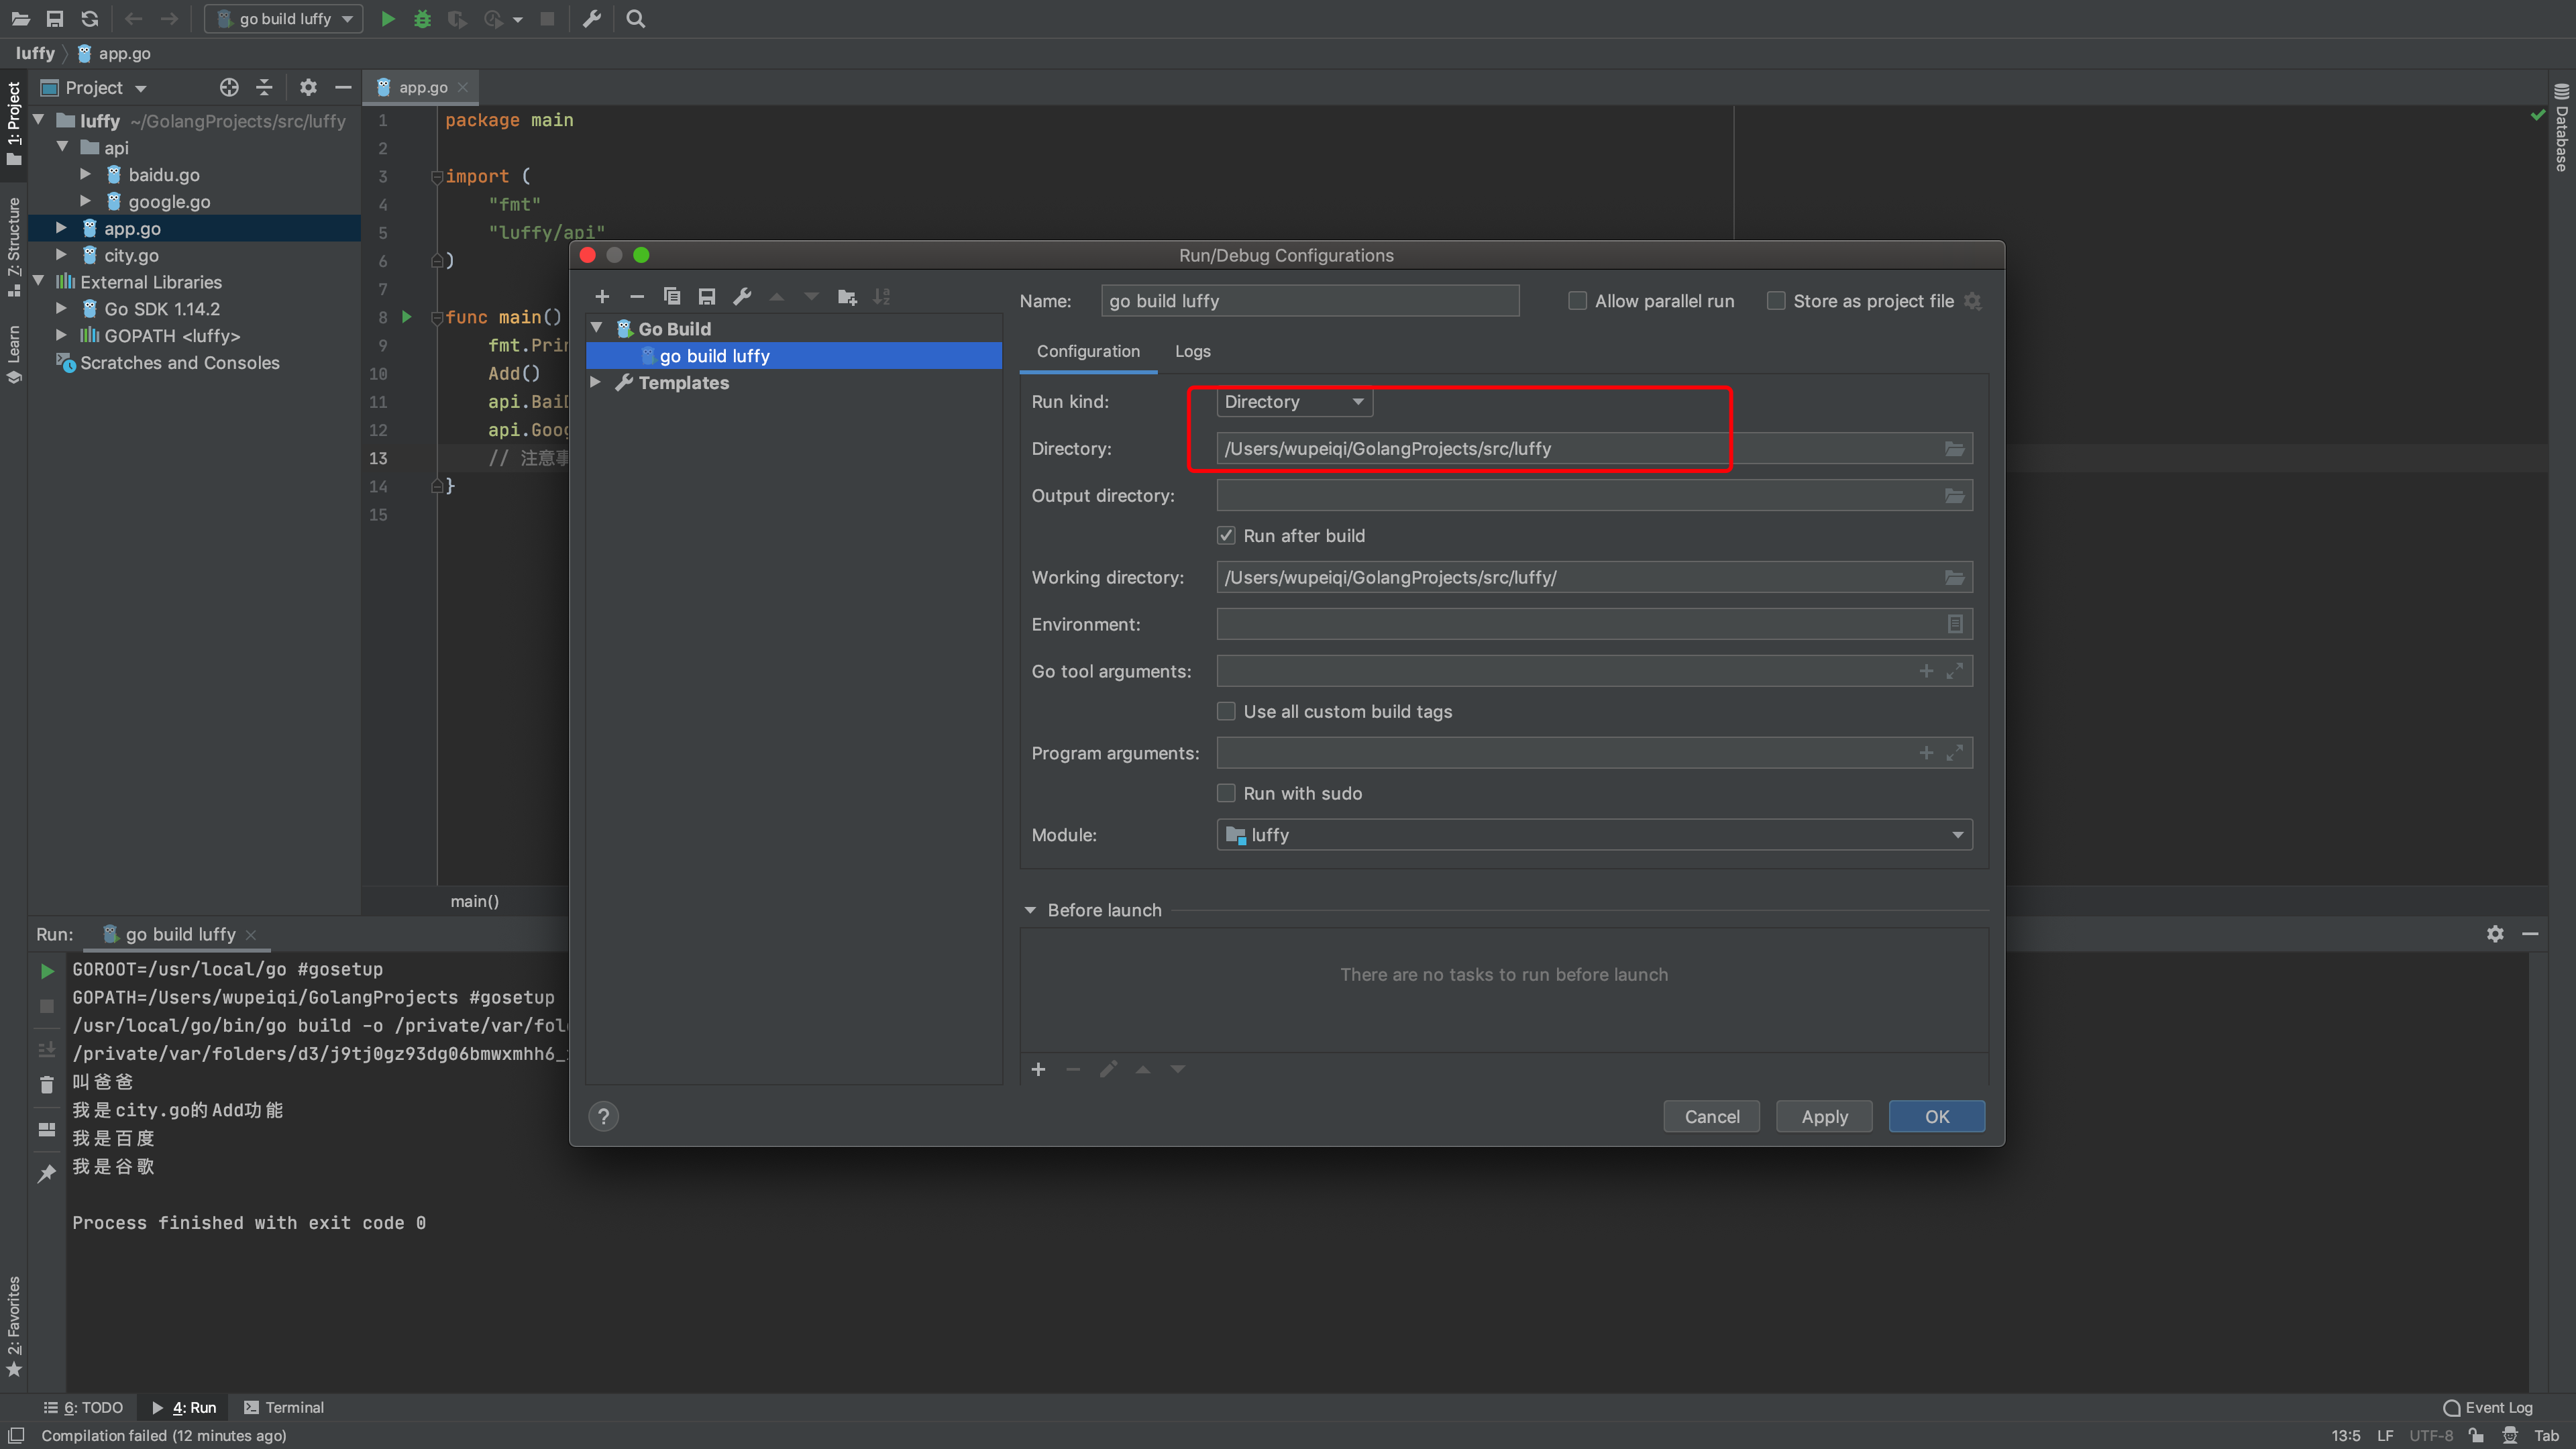 go build luffy
luffy
app.go
Project
app.go
1: Project
7: Structure
Learn
2: Favorites
Database
luffy ~/GolangProjects/src/luffy
api
baidu.go
google.go
app.go
city.go
External Libraries
Go SDK 1.14.2
GOPATH <luffy>
Scratches and Consoles
1 package main
2
3 import (
4 "fmt"
5 "luffy/api"
6 )
7
8 func main()
9 fmt.Prin
10 Add()
11 api.Bai
12 api.Goog
13 // 注意事
14 }
15
main()
Run/Debug Configurations
Go Build
go build luffy
Templates
Name: go build luffy
Allow parallel run
Store as project file
Configuration
Logs
Run kind: Directory
Directory: /Users/wupeiqi/GolangProjects/src/luffy
Output directory:
Run after build
Working directory: /Users/wupeiqi/GolangProjects/src/luffy/
Environment:
Go tool arguments:
Use all custom build tags
Program arguments:
Run with sudo
Module: luffy
Before launch
There are no tasks to run before launch
?
Cancel
Apply
OK
Run: go build luffy
GOROOT=/usr/local/go #gosetup
GOPATH=/Users/wupeiqi/GolangProjects #gosetup
/usr/local/go/bin/go build -o /private/var/fol
/private/var/folders/d3/j9tj0gz93dg06bmwxmhh6_
叫爸爸
我是city.go的Add功能
我是百度
我是谷歌
Process finished with exit code 0
6: TODO
4: Run
Terminal
Event Log
Compilation failed (12 minutes ago)
13:5 LF UTF-8 Tab